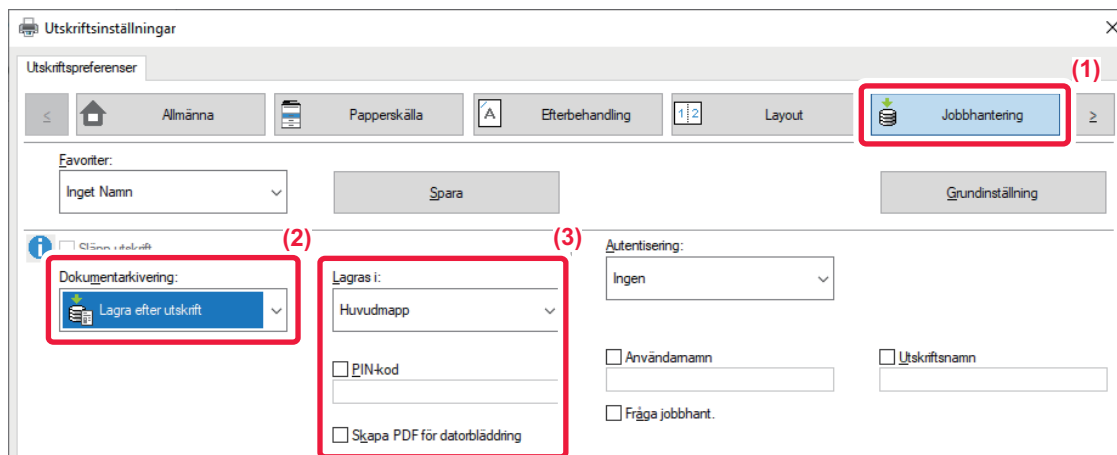 Utskriftsinställningar
Utskriftspreferenser
(1)
Allmänna
Papperskälla
Efterbehandling
Layout
Jobbhantering
Favoriter:
Inget Namn
Spara
Grundinställning
(2)
(3)
Släpp utskrift
Autentisering:
Dokumentarkivering:
Lagras i:
Ingen
Lagra efter utskrift
Huvudmapp
Användarnamn
Utskriftsnamn
PIN-kod
Fråga jobbhant.
Skapa PDF för datorbläddring